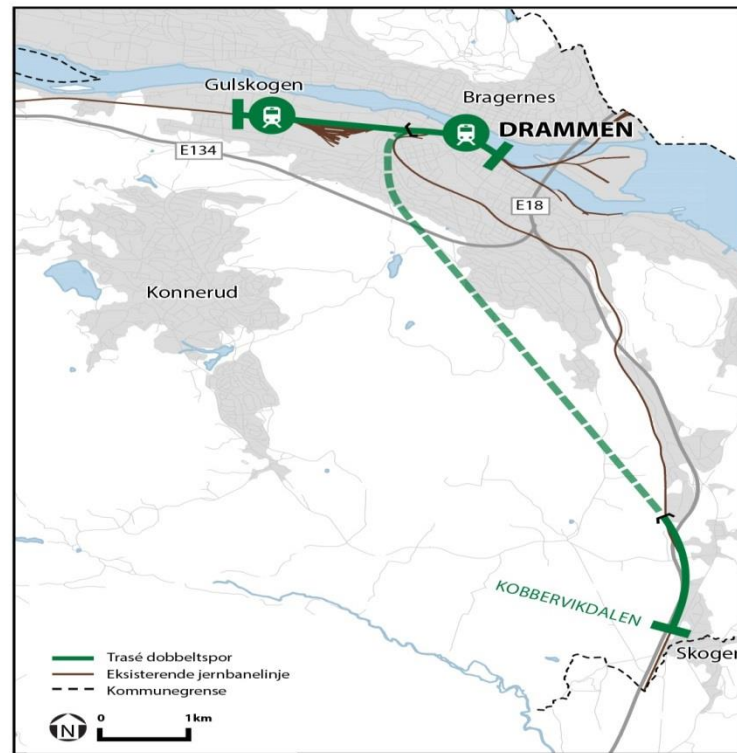 Gulskogen
Bragernes
DRAMMEN
E134
E18
Konnerud
KOBBERVIKDALEN
Skoger
Trasé dobbeltspor
Eksisterende jernbanelinje
Kommunegrense
N
0 1km